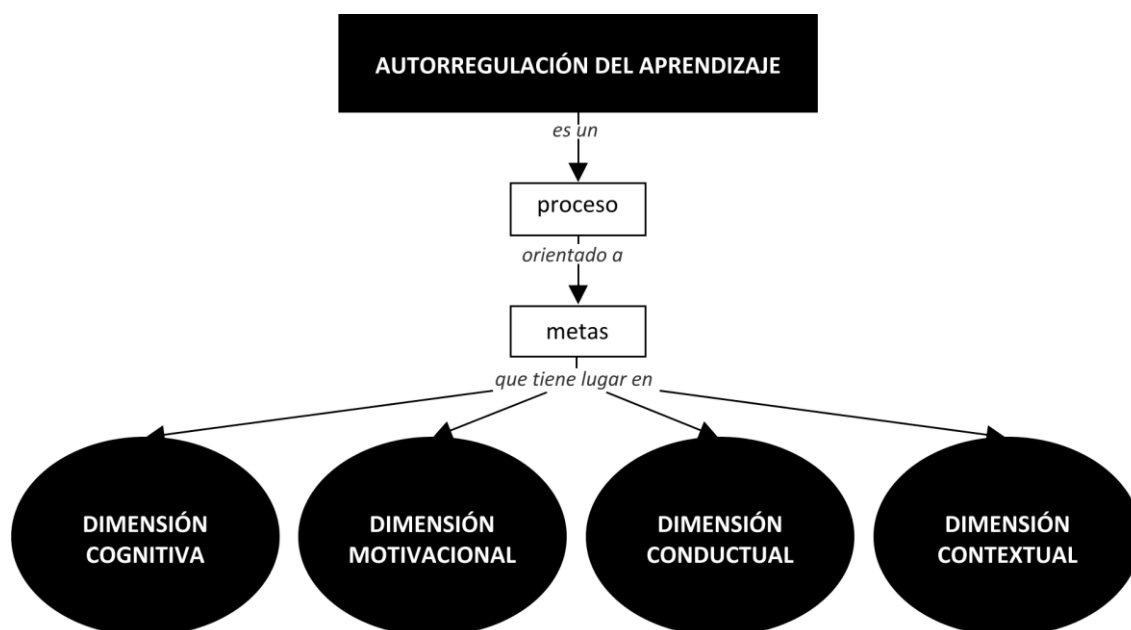 AUTORREGULACIÓN DEL APRENDIZAJE
es un
proceso
orientado a
metas
que tiene lugar en
DIMENSIÓN
COGNITIVA
DIMENSIÓN
MOTIVACIONAL
DIMENSIÓN
CONDUCTUAL
DIMENSIÓN
CONTEXTUAL